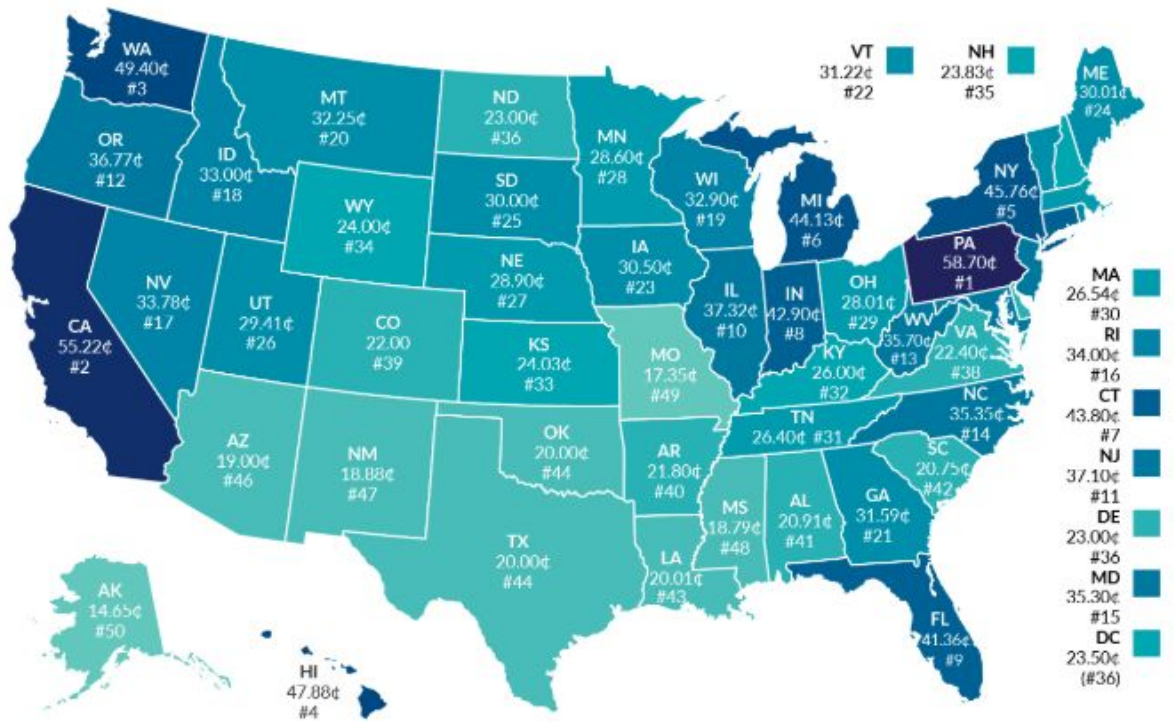 WA
49.40¢
#3
VT
31.22¢
#22
NH
23.83¢
#35
ME
30.01¢
#24
MT
32.25¢
#20
ND
23.00¢
#36
MN
28.60¢
#28
OR
36.77¢
#12
ID
33.00¢
#18
SD
30.00¢
#25
WI
32.90¢
#19
MI
44.13¢
#6
NY
45.76¢
#5
WY
24.00¢
#34
PA
58.70¢
#1
IA
30.50¢
#23
NE
28.90¢
#27
NV
33.78¢
#17
UT
29.41¢
#26
CO
22.00
#39
CA
55.22¢
#2
IL
37.32¢
#10
IN
42.90¢
#8
OH
28.01¢
#29
WV
35.70¢
#13
VA
22.40¢
#38
KS
24.03¢
#33
MO
17.35¢
#49
KY
26.00¢
#32
NC
35.35¢
#14
TN
26.40¢ #31
AZ
19.00¢
#46
NM
18.88¢
#47
OK
20.00¢
#44
AR
21.80¢
#40
SC
20.75¢
#42
MS
18.79¢
#48
AL
20.91¢
#41
GA
31.59¢
#21
TX
20.00¢
#44
LA
20.01¢
#43
FL
41.36¢
#9
AK
14.65¢
#50
HI
47.88¢
#4
MA
26.54¢
#30
RI
34.00¢
#16
CT
43.80¢
#7
NJ
37.10¢
#11
DE
23.00¢
#36
MD
35.30¢
#15
DC
23.50¢
(#36)